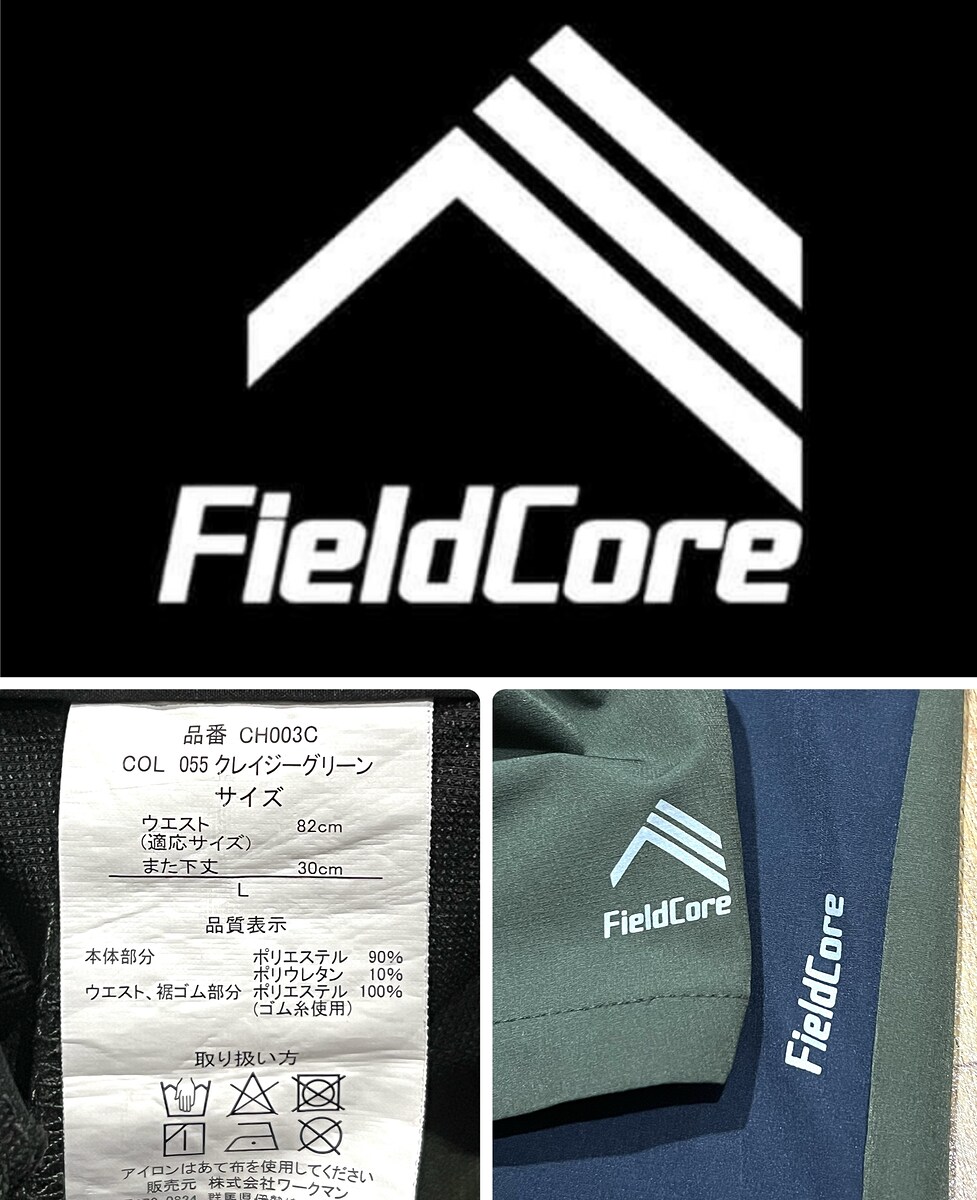 FieldCore
品番 CH003C
COL 055 クレイジーグリーン
サイズ
ウエスト 82cm
(適応サイズ)
また下丈 30cm
L
品質表示
本体部分 ポリエステル 90%
ポリウレタン 10%
ウエスト、裾ゴム部分 ポリエステル 100%
(ゴム糸使用)
取り扱い方
アイロンはあて布を使用してください
販売元 株式会社ワークマン
群馬県伊勢
FieldCore
FieldCore